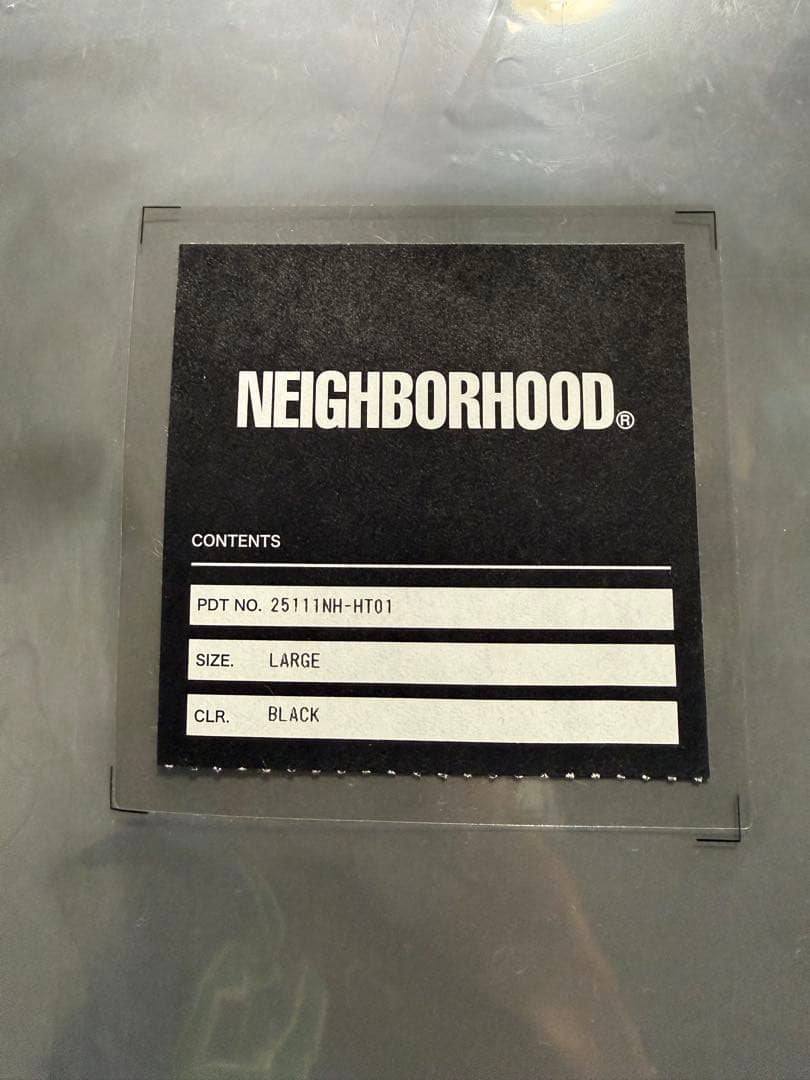 NEIGHBORHOOD®
CONTENTS
PDT NO. 25111NH-HT01
SIZE. LARGE
CLR. BLACK